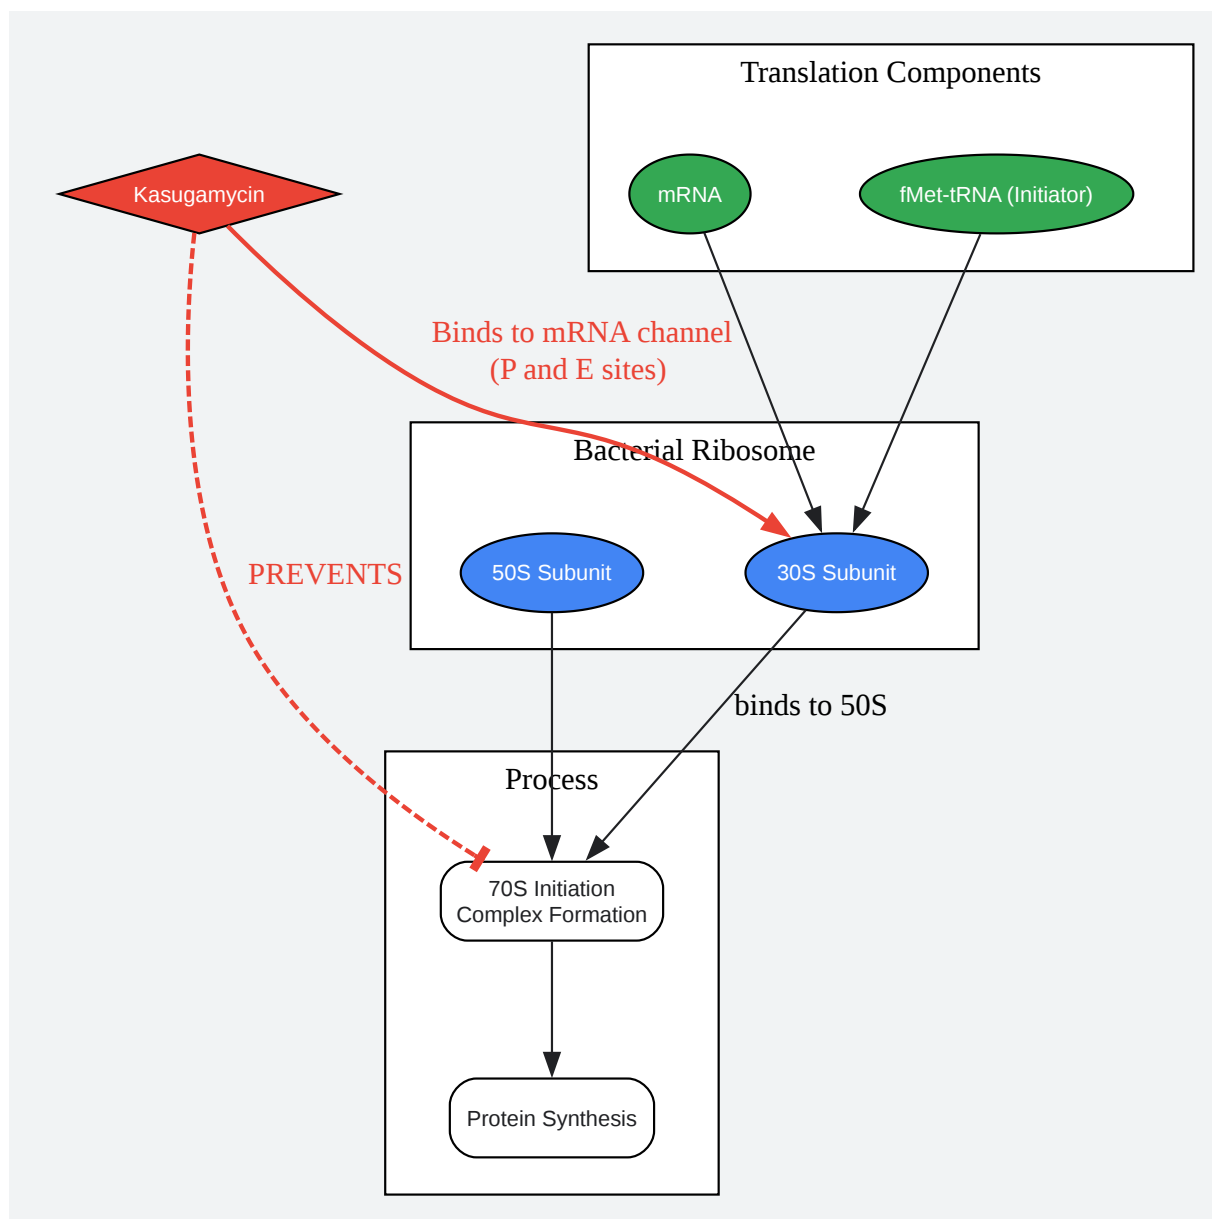 Translation Components
Kasugamycin
mRNA
fMet-tRNA (Initiator)
Binds to mRNA channel
(P and E sites)
Bacterial Ribosome
50S Subunit
30S Subunit
PREVENTS
binds to 50S
Process
70S Initiation
Complex Formation
Protein Synthesis